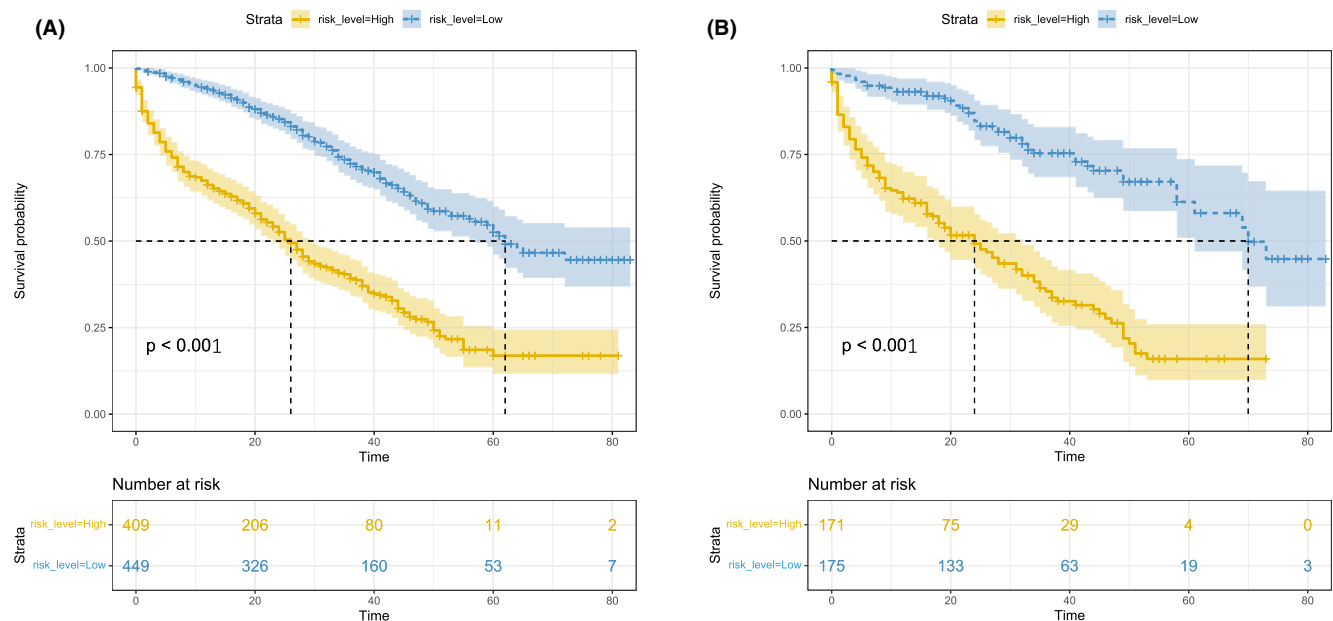 (A)
Strata risk_level=High risk_level=Low
Survival probability
1.00
0.75
0.50
0.25
0.00
p < 0.001
0 20 40 60 80
Time
Number at risk
Strata
risk_level=High 409 206 80 11 2
risk_level=Low 449 326 160 53 7
0 20 40 60 80
Time
(B)
Strata risk_level=High risk_level=Low
Survival probability
1.00
0.75
0.50
0.25
0.00
p < 0.001
0 20 40 60 80
Time
Number at risk
Strata
risk_level=High 171 75 29 4 0
risk_level=Low 175 133 63 19 3
0 20 40 60 80
Time